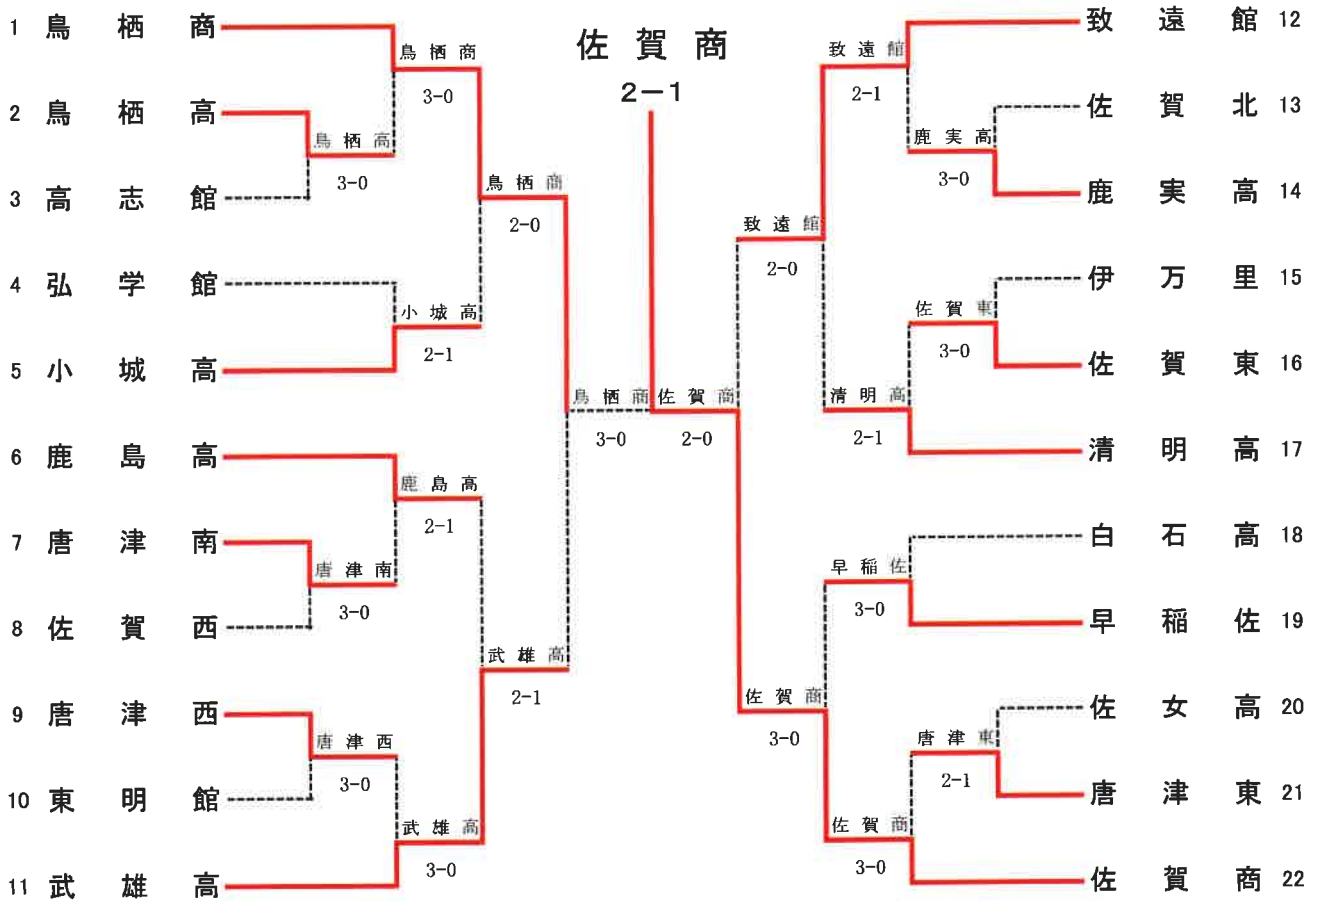 佐賀商
2-1
1 鳥栖商
2 鳥栖高
3 高志館
4 弘学館
5 小城高
6 鹿島高
7 唐津南
8 佐賀西
9 唐津西
10 東明館
11 武雄高
鳥栖高
3-0
唐津南
3-0
唐津西
3-0
鳥栖商
3-0
小城高
2-1
鹿島高
2-1
武雄高
3-0
鳥栖商
2-0
武雄高
2-1
鳥栖商
3-0
佐賀商
2-0
致遠館
2-0
佐賀商
3-0
致遠館
2-1
清明高
2-1
早稲佐
3-0
佐賀商
3-0
鹿実高
3-0
佐賀東
3-0
唐津東
2-1
致遠館 12
佐賀北 13
鹿実高 14
伊万里 15
佐賀東 16
清明高 17
白石高 18
早稲佐 19
佐女高 20
唐津東 21
佐賀商 22